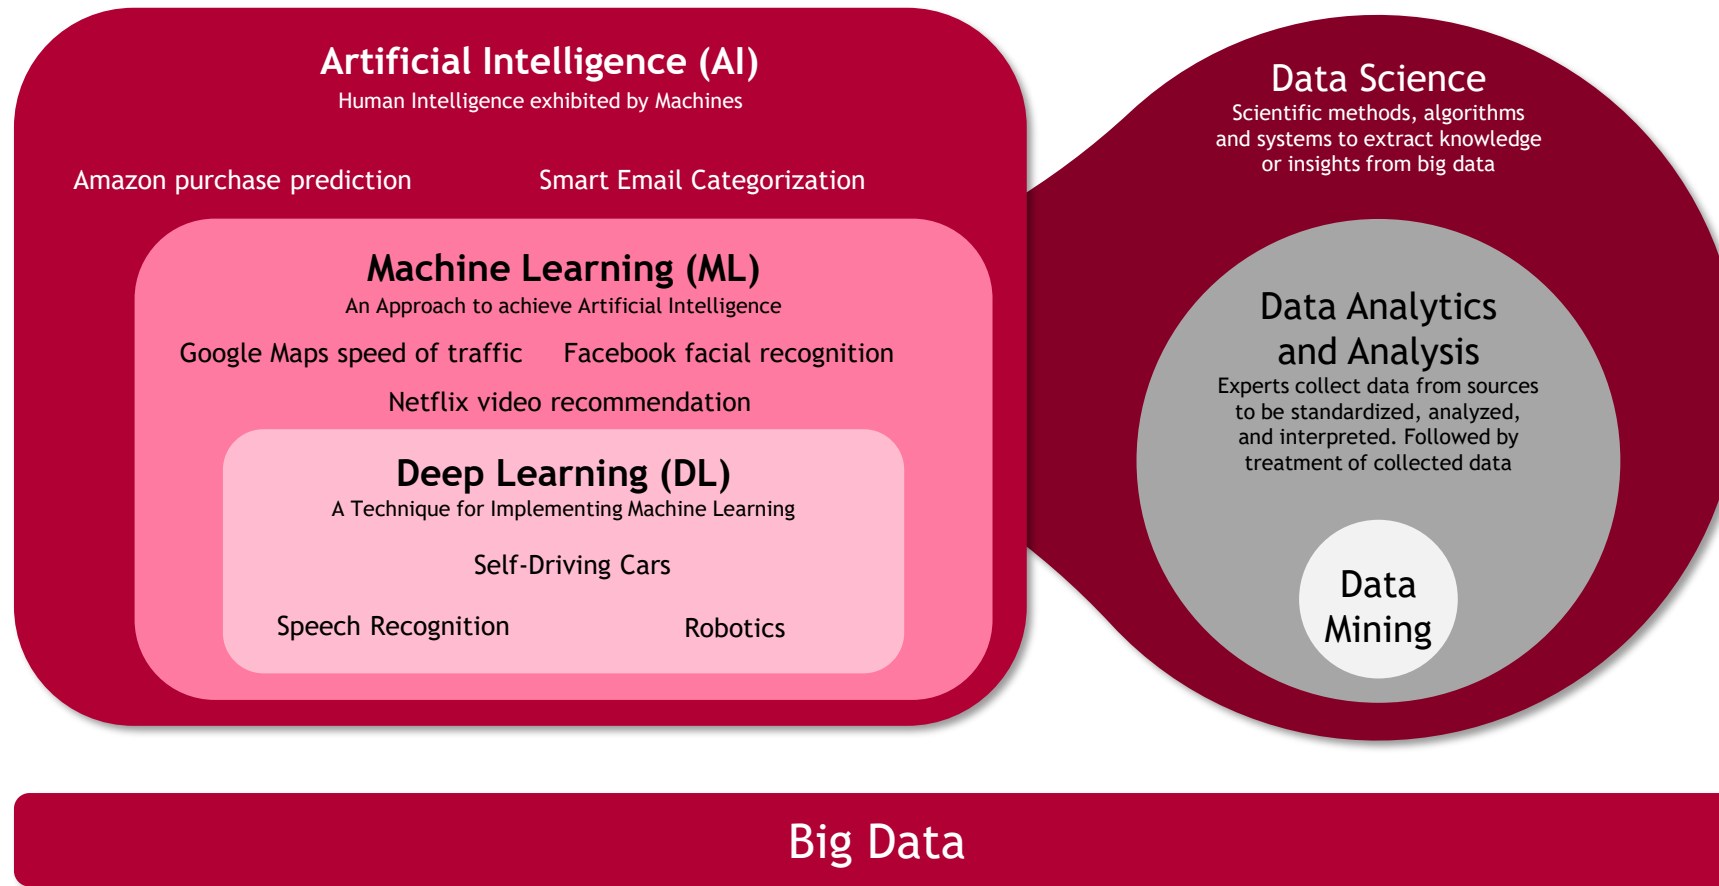 Artificial Intelligence (AI)
Human Intelligence exhibited by Machines
Amazon purchase prediction
Smart Email Categorization
Machine Learning (ML)
An Approach to achieve Artificial Intelligence
Google Maps speed of traffic
Facebook facial recognition
Netflix video recommendation
Deep Learning (DL)
A Technique for Implementing Machine Learning
Self-Driving Cars
Speech Recognition
Robotics
Data Science
Scientific methods, algorithms
and systems to extract knowledge
or insights from big data
Data Analytics
and Analysis
Experts collect data from sources
to be standardized, analyzed,
and interpreted. Followed by
treatment of collected data
Data
Mining
Big Data